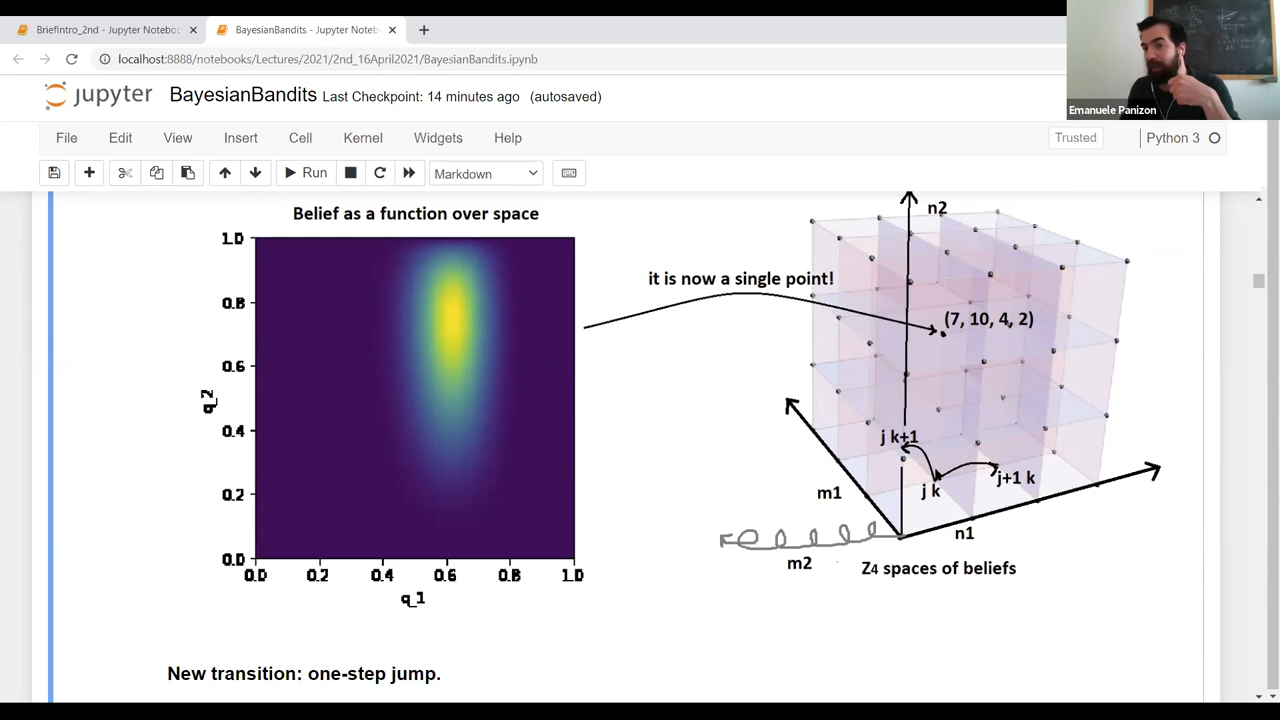 BriefIntro_2nd - Jupyter Noteboo
BayesianBandits - Jupyter Noteb
localhost:8888/notebooks/Lectures/2021/2nd_16April2021/BayesianBandits.ipynb
Emanuele Panizon
jupyter BayesianBandits Last Checkpoint: 14 minutes ago (autosaved)
File Edit View Insert Cell Kernel Widgets Help
Trusted Python 3
Run Markdown
Belief as a function over space
n2
1.0
0.8
0.6
0.4
0.2
0.0
q_2
0.0 0.2 0.4 0.6 0.8 1.0
q_1
it is now a single point!
(7, 10, 4, 2)
j k+1
j k
j+1 k
m1
n1
m2
Z4 spaces of beliefs
New transition: one-step jump.